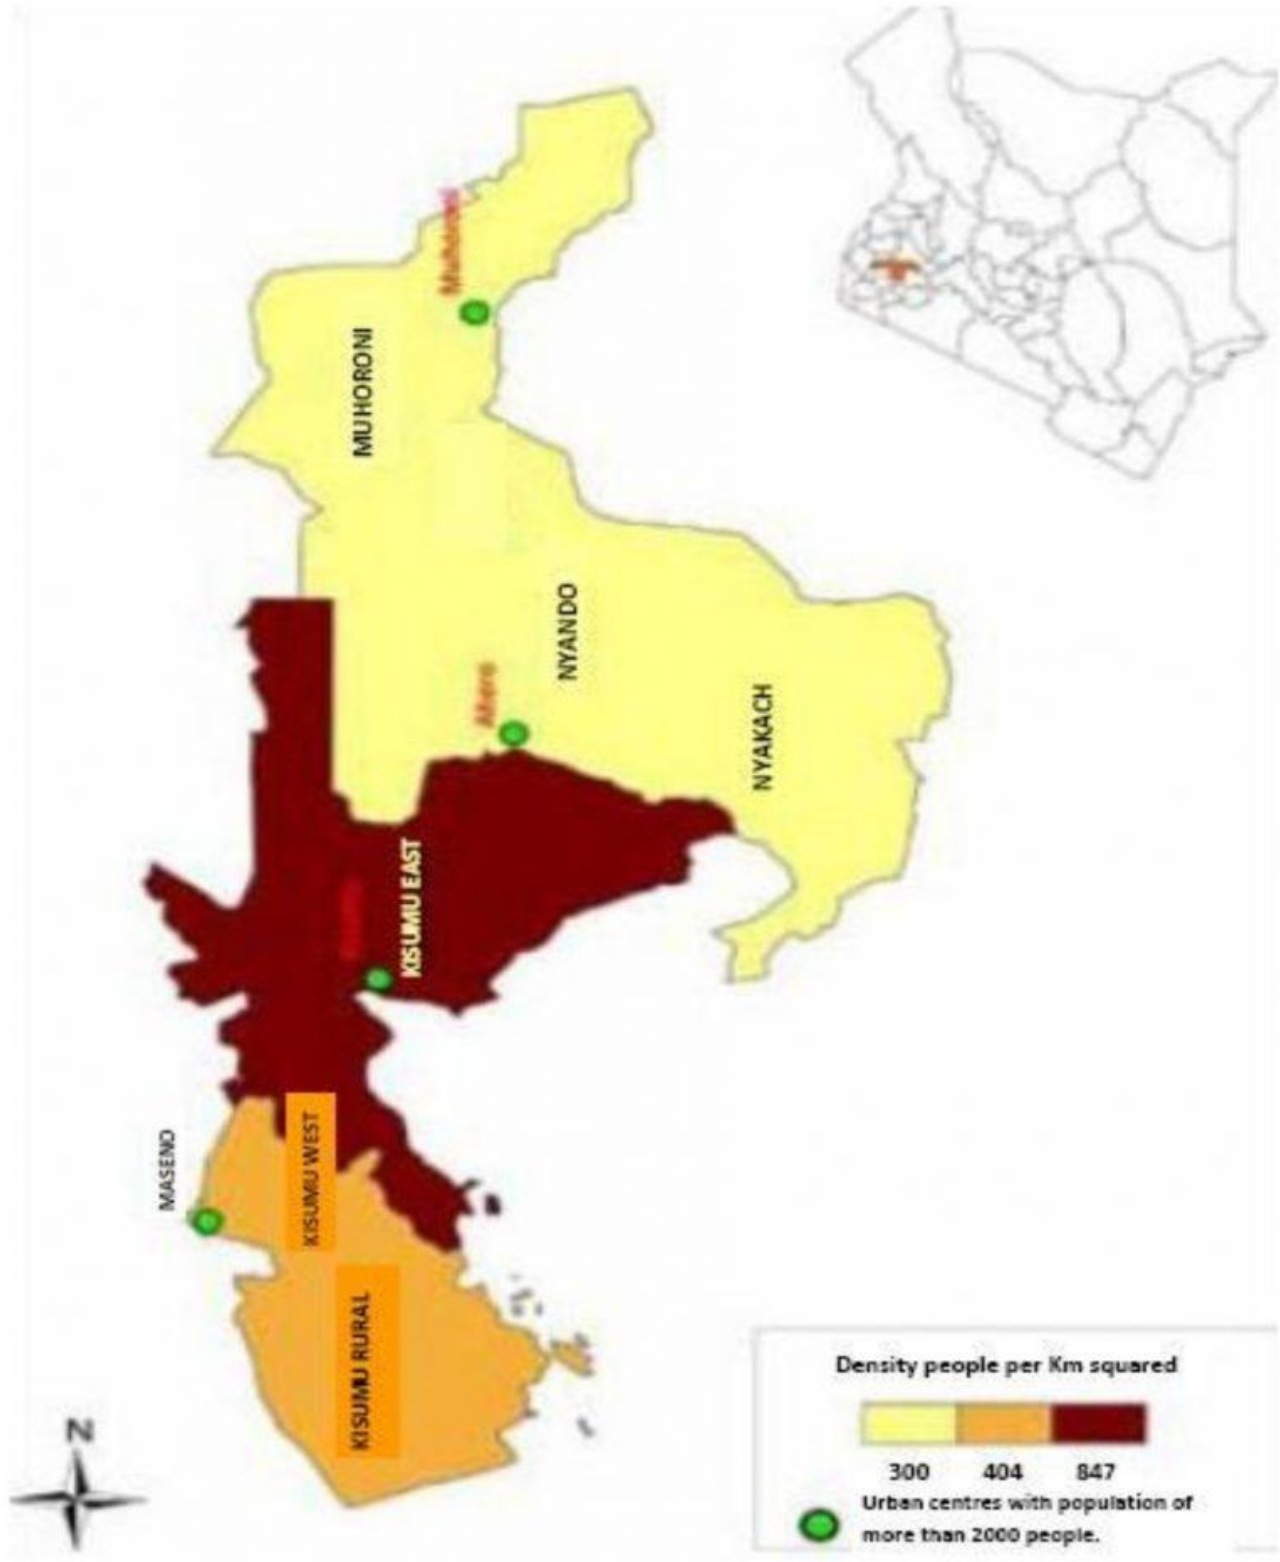 Muhoroni
MUHORONI
NYANDO
Ahero
NYAKACH
KISUMU EAST
MASENO
KISUMU WEST
KISUMU RURAL
N
Density people per Km squared
300 404 847
Urban centres with population of
more than 2000 people.